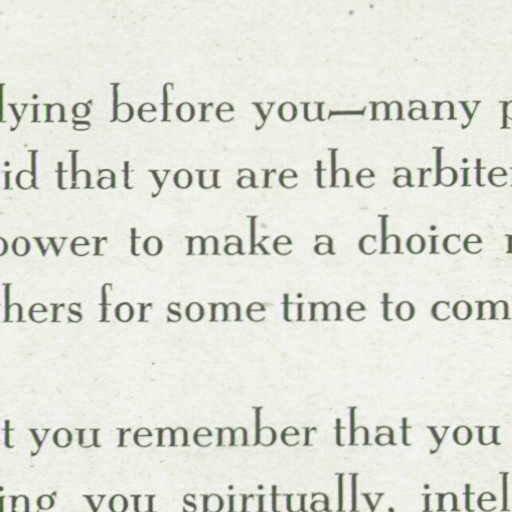 lying before you—many p
id that you are the arbite
power to make a choice
hers for some time to com
t you remember that you
ing you spiritually, intel